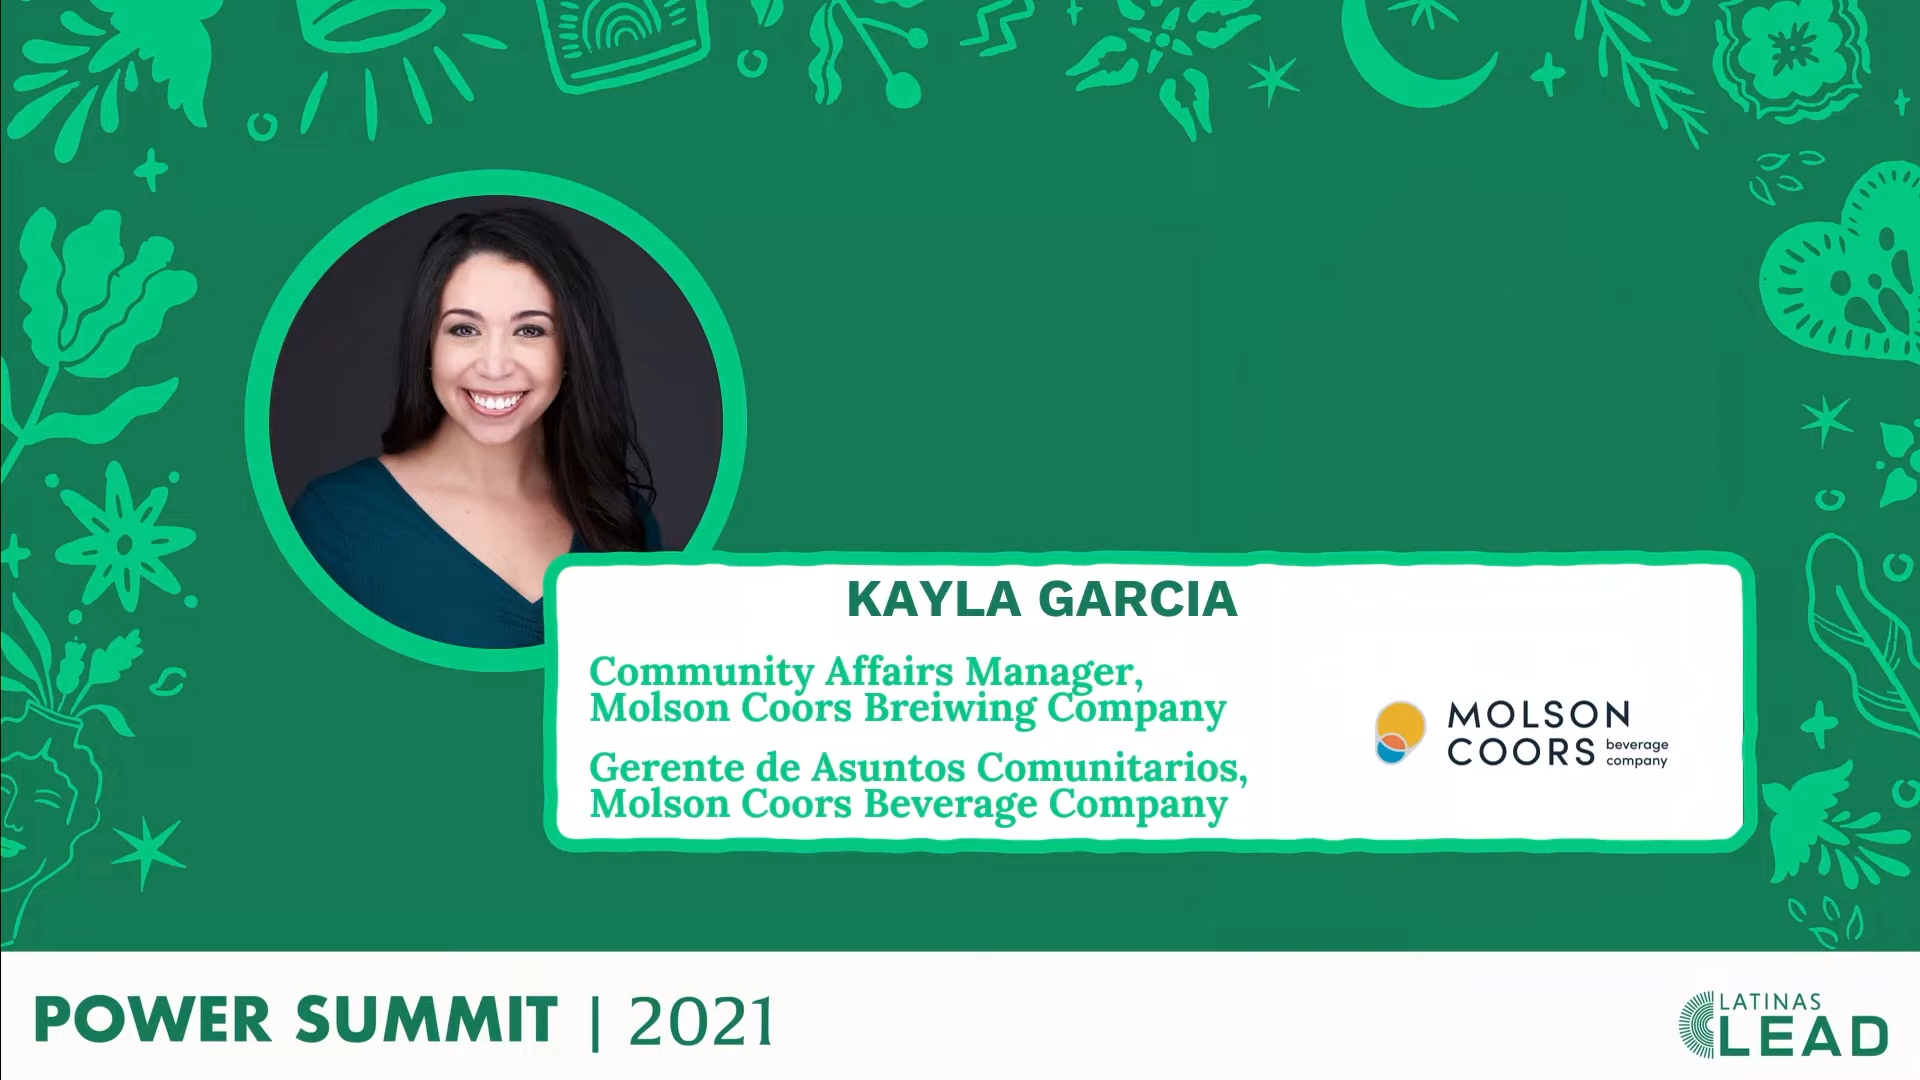 KAYLA GARCIA
Community Affairs Manager,
Molson Coors Breiwing Company
Gerente de Asuntos Comunitarios,
Molson Coors Beverage Company
MOLSON
COORS beverage
company
POWER SUMMIT | 2021
LATINAS
LEAD